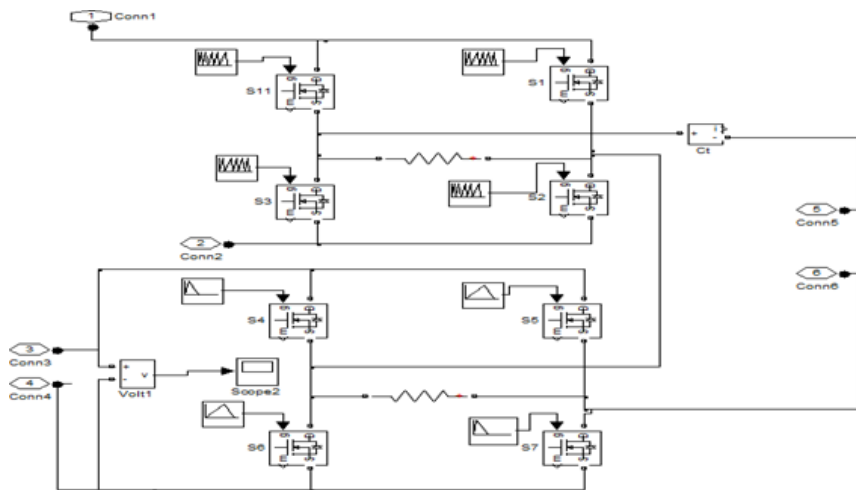 1 Conn1
S11
S1
i
+ -
Ct
S3
S2
5
Conn5
2
Conn2
6
Conn6
S4
S5
3
Conn3
+
- v
Volt1
Scope2
4
Conn4
S6
S7